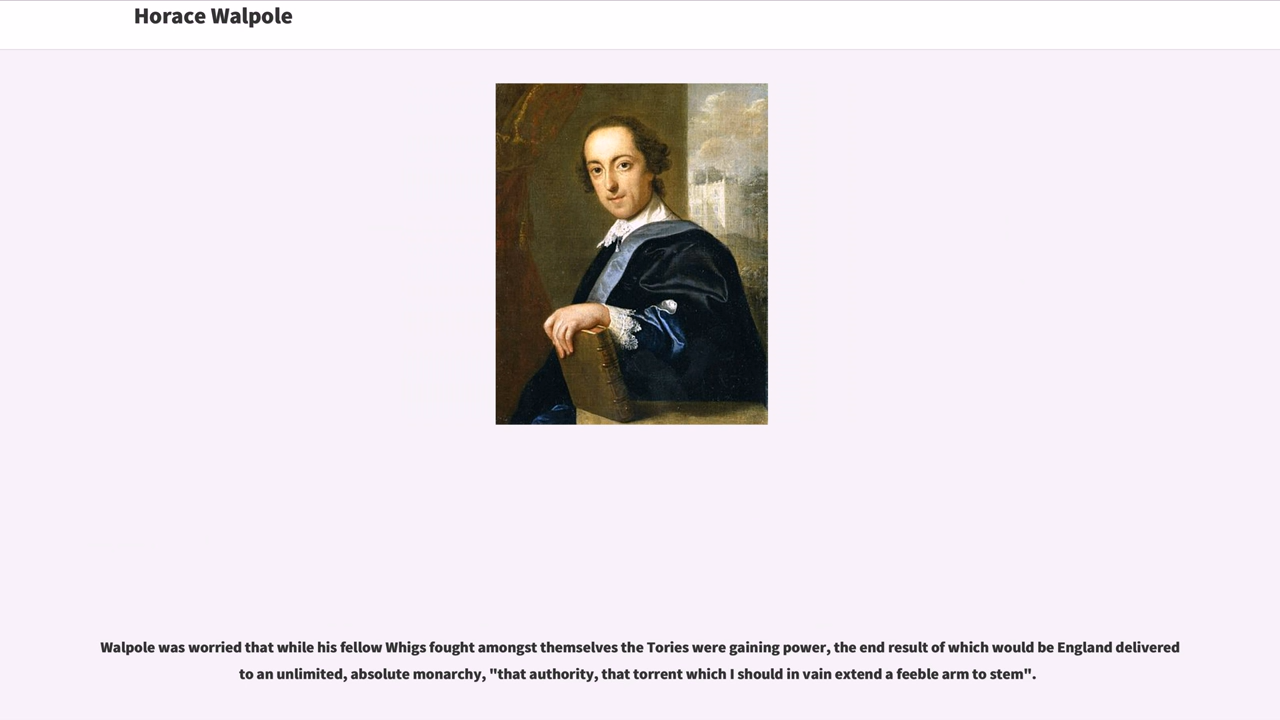 Horace Walpole
Walpole was worried that while his fellow Whigs fought amongst themselves the Tories were gaining power, the end result of which would be England delivered
to an unlimited, absolute monarchy, "that authority, that torrent which I should in vain extend a feeble arm to stem".